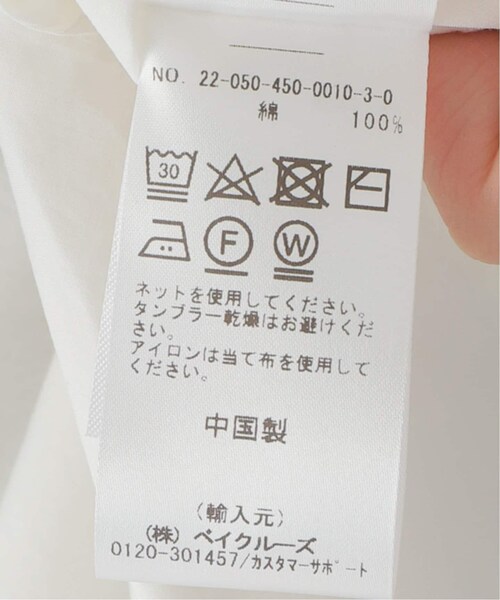 NO. 22-050-450-0010-3-0
綿 100%
30
F W
ネットを使用してください。
タンブラー乾燥はお避けくだ
さい。
アイロンは当て布を使用して
ください。
中国製
(輸入元)
(株) ベイクルーズ
0120-301457/カスタマーサポート